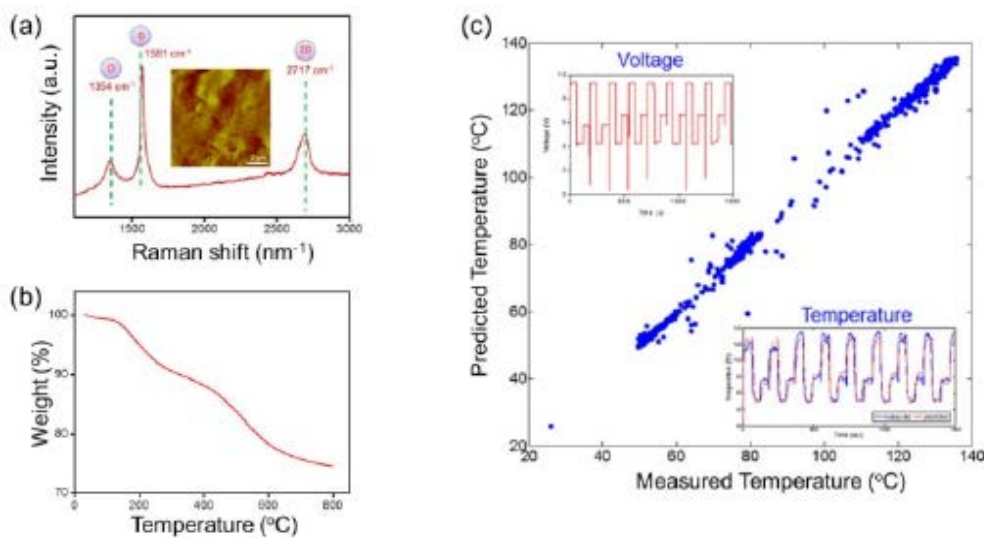 (a)
D
G
2D
1354 cm⁻¹
1581 cm⁻¹
2717 cm⁻¹
Intensity (a.u.)
1500
2000
2500
3000
Raman shift (nm⁻¹)
(b)
100
90
80
70
Weight (%)
0
200
400
600
800
Temperature (°C)
(c)
140
120
100
80
60
40
20
Predicted Temperature (°C)
Voltage
Voltage (V)
Temperature
20
40
60
80
100
120
140
Measured Temperature (°C)